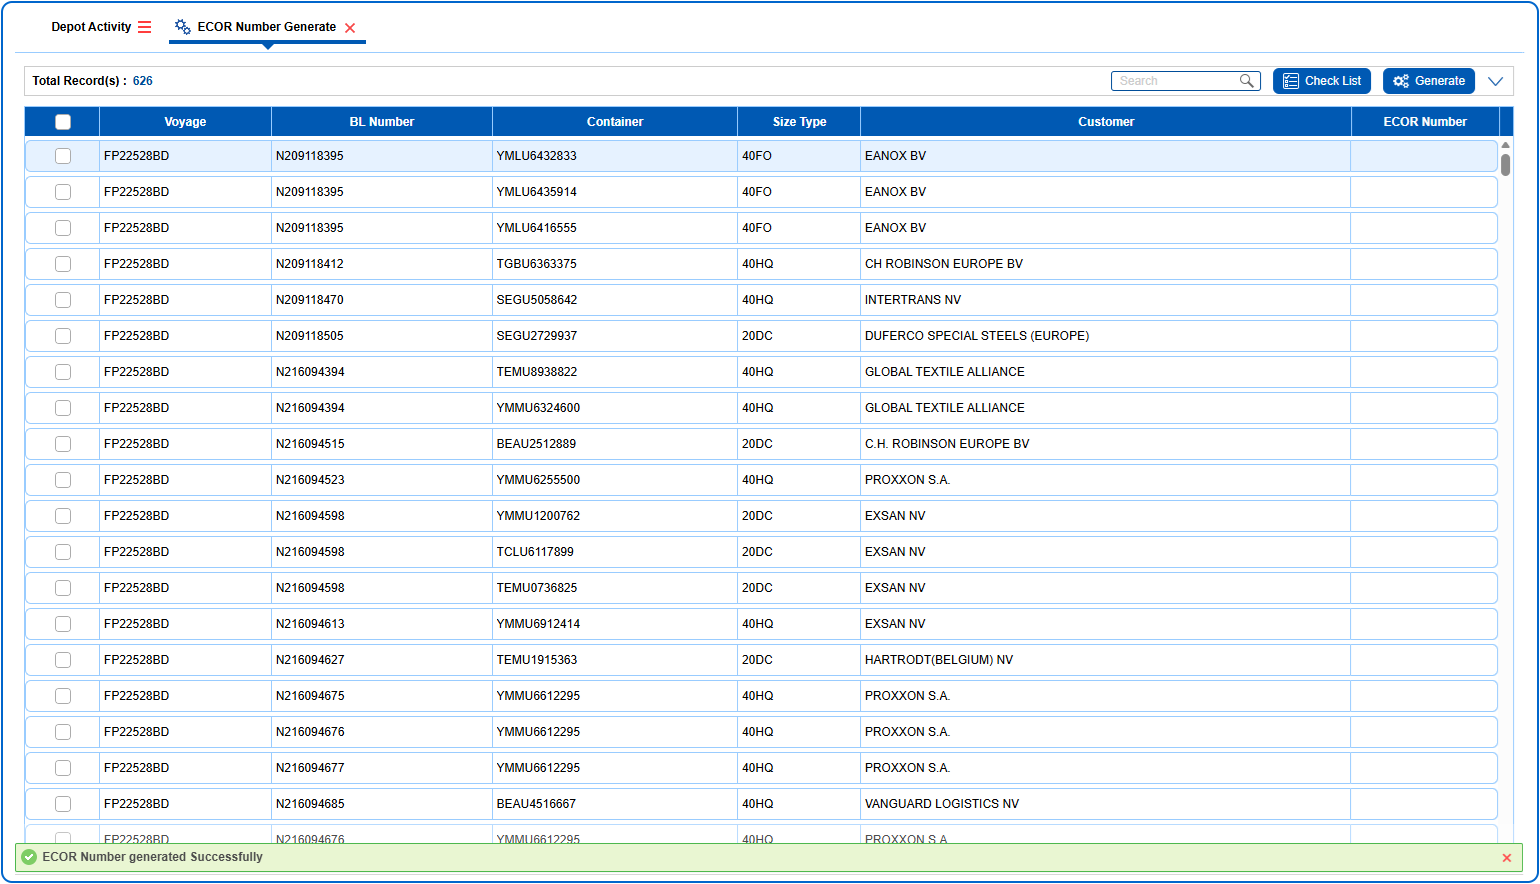 Depot Activity ECOR Number Generate
Total Record(s) : 626 Search Check List Generate
Voyage BL Number Container Size Type Customer ECOR Number
FP22528BD N209118395 YMLU6432833 40FO EANOX BV
FP22528BD N209118395 YMLU6435914 40FO EANOX BV
FP22528BD N209118395 YMLU6416555 40FO EANOX BV
FP22528BD N209118412 TGBU6363375 40HQ CH ROBINSON EUROPE BV
FP22528BD N209118470 SEGU5058642 40HQ INTERTRANS NV
FP22528BD N209118505 SEGU2729937 20DC DUFERCO SPECIAL STEELS (EUROPE)
FP22528BD N216094394 TEMU8938822 40HQ GLOBAL TEXTILE ALLIANCE
FP22528BD N216094394 YMMU6324600 40HQ GLOBAL TEXTILE ALLIANCE
FP22528BD N216094515 BEAU2512889 20DC C.H. ROBINSON EUROPE BV
FP22528BD N216094523 YMMU6255500 40HQ PROXXON S.A.
FP22528BD N216094598 YMMU1200762 20DC EXSAN NV
FP22528BD N216094598 TCLU6117899 20DC EXSAN NV
FP22528BD N216094598 TEMU0736825 20DC EXSAN NV
FP22528BD N216094613 YMMU6912414 40HQ EXSAN NV
FP22528BD N216094627 TEMU1915363 20DC HARTRODT(BELGIUM) NV
FP22528BD N216094675 YMMU6612295 40HQ PROXXON S.A.
FP22528BD N216094676 YMMU6612295 40HQ PROXXON S.A.
FP22528BD N216094677 YMMU6612295 40HQ PROXXON S.A.
FP22528BD N216094685 BEAU4516667 40HQ VANGUARD LOGISTICS NV
FP22528BD N216094676 YMMU6612295 40HQ PROXXON S.A.
ECOR Number generated Successfully